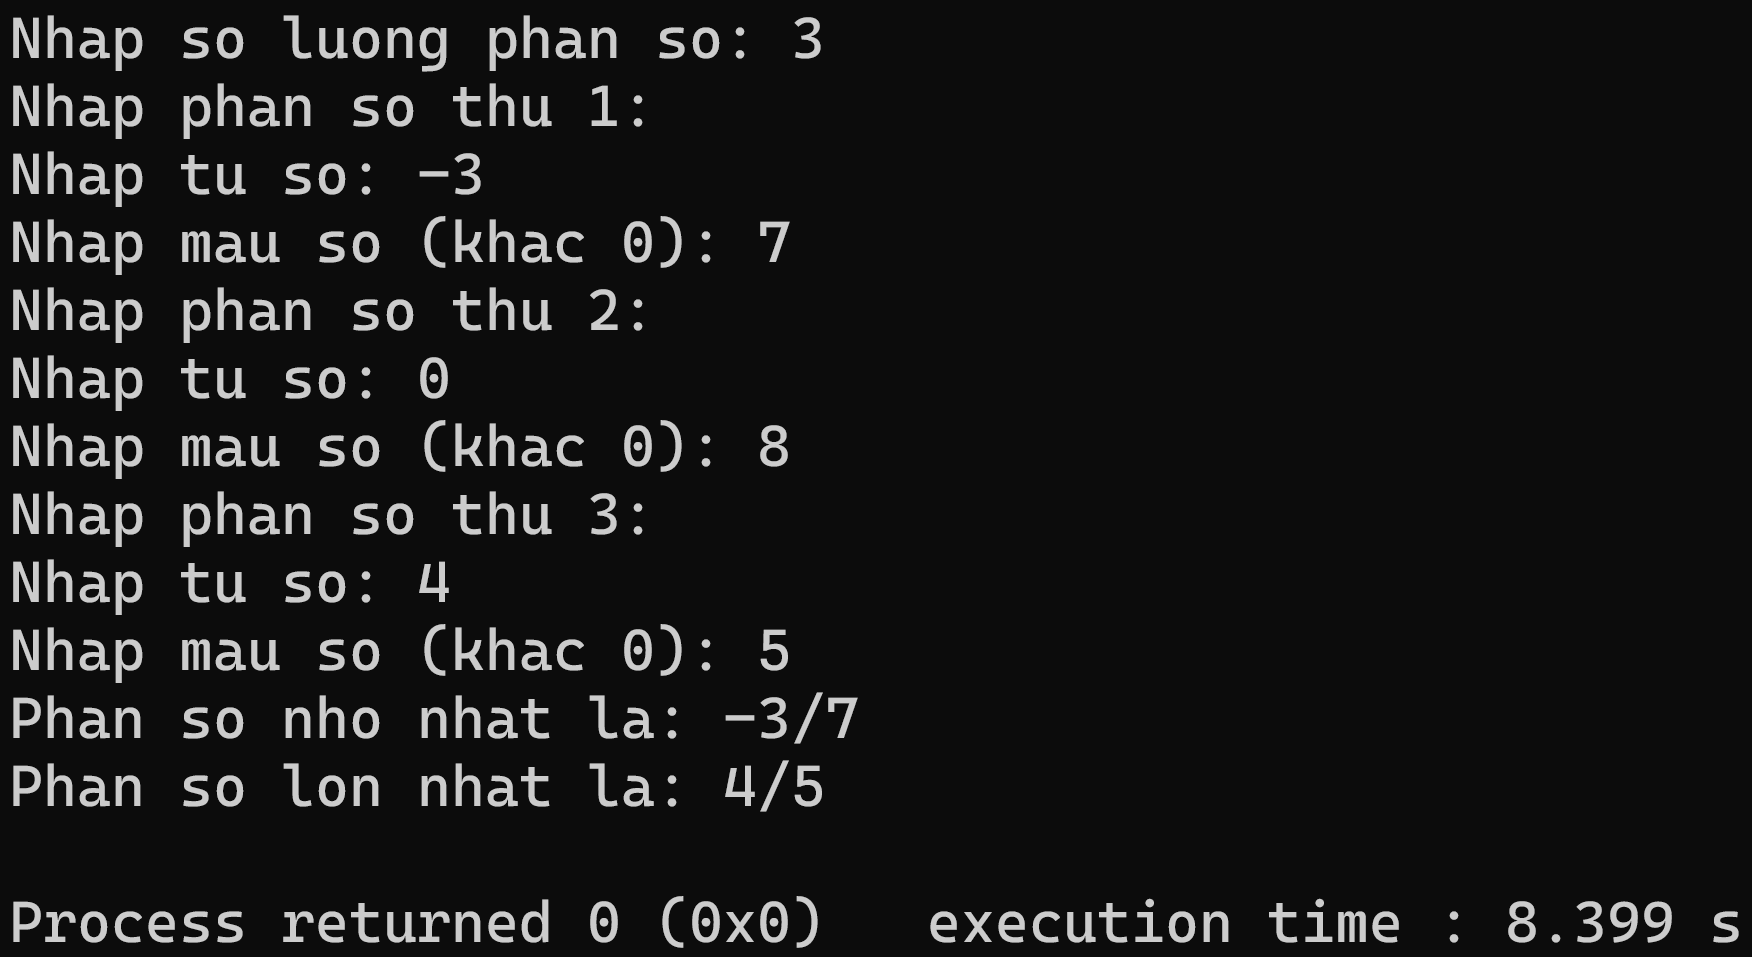 Nhap so luong phan so: 3
Nhap phan so thu 1:
Nhap tu so: -3
Nhap mau so (khac 0): 7
Nhap phan so thu 2:
Nhap tu so: 0
Nhap mau so (khac 0): 8
Nhap phan so thu 3:
Nhap tu so: 4
Nhap mau so (khac 0): 5
Phan so nho nhat la: -3/7
Phan so lon nhat la: 4/5
Process returned 0 (0x0)   execution time : 8.399 s